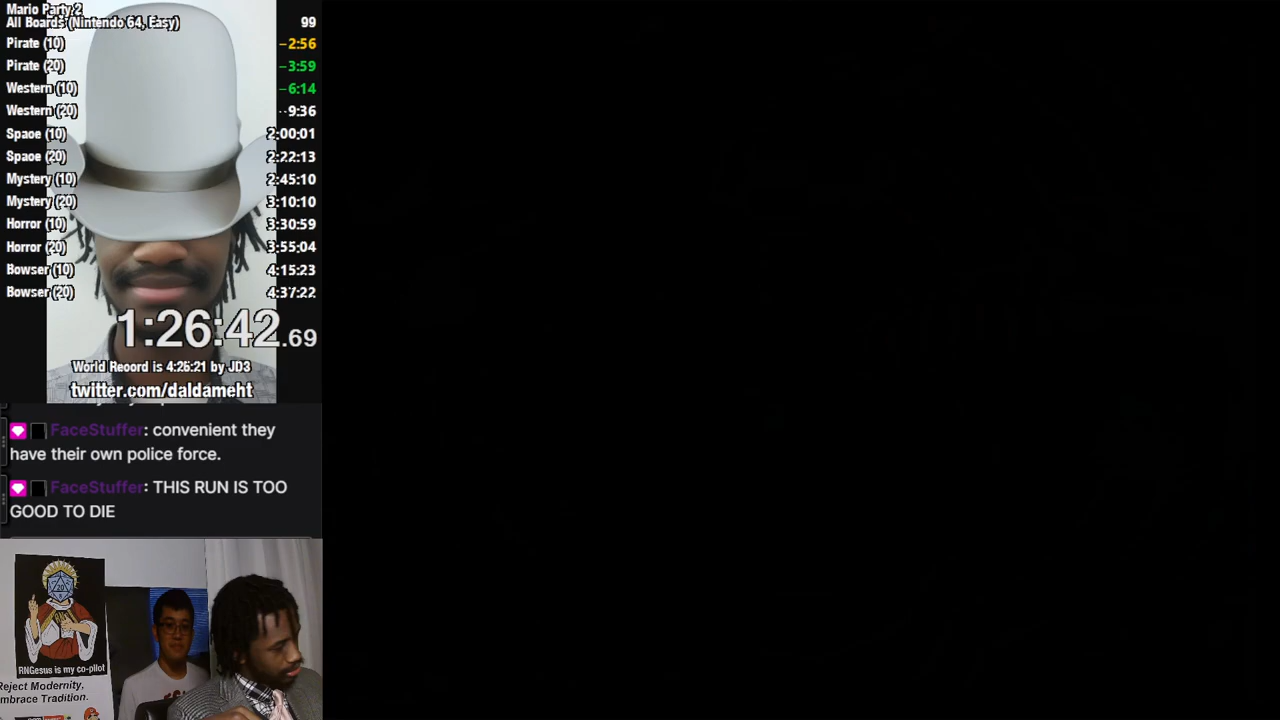 Mario Party 2
All Boards (Nintendo 64, Easy) 99
Pirate (10) -2:56
Pirate (20) -3:59
Western (10) -6:14
Western (20) -9:36
Space (10) 2:00:01
Space (20) 2:22:13
Mystery (10) 2:45:10
Mystery (20) 3:10:10
Horror (10) 3:30:59
Horror (20) 3:55:04
Bowser (10) 4:15:23
Bowser (20) 4:37:22
1:26:42.69
World Record is 4:26:21 by JD3
twitter.com/daldameht
FaceStuffer: convenient they
have their own police force.
FaceStuffer: THIS RUN IS TOO
GOOD TO DIE
20
RNGesus is my co-pilot
Reject Modernity,
mbrace Tradition.